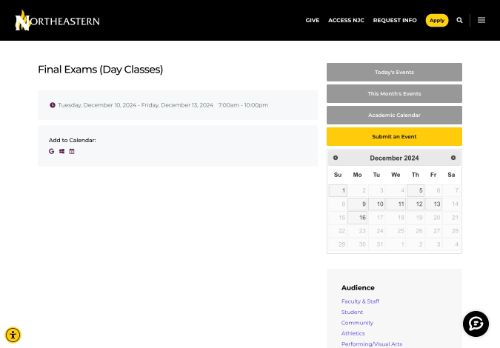 NORTHEASTERN
GIVE ACCESS NJC REQUEST INFO Apply
Final Exams (Day Classes)
Tuesday, December 10, 2024 - Friday, December 13, 2024 7:00am - 10:00pm
Add to Calendar:
Today's Events
This Month's Events
Academic Calendar
Submit an Event
December 2024
Su Mo Tu We Th Fr Sa
1 2 3 4 5 6 7
8 9 10 11 12 13 14
15 16 17 18 19 20 21
22 23 24 25 26 27 28
29 30 31 1 2 3 4
Audience
Faculty & Staff
Student
Community
Athletics
Performing/Visual Arts